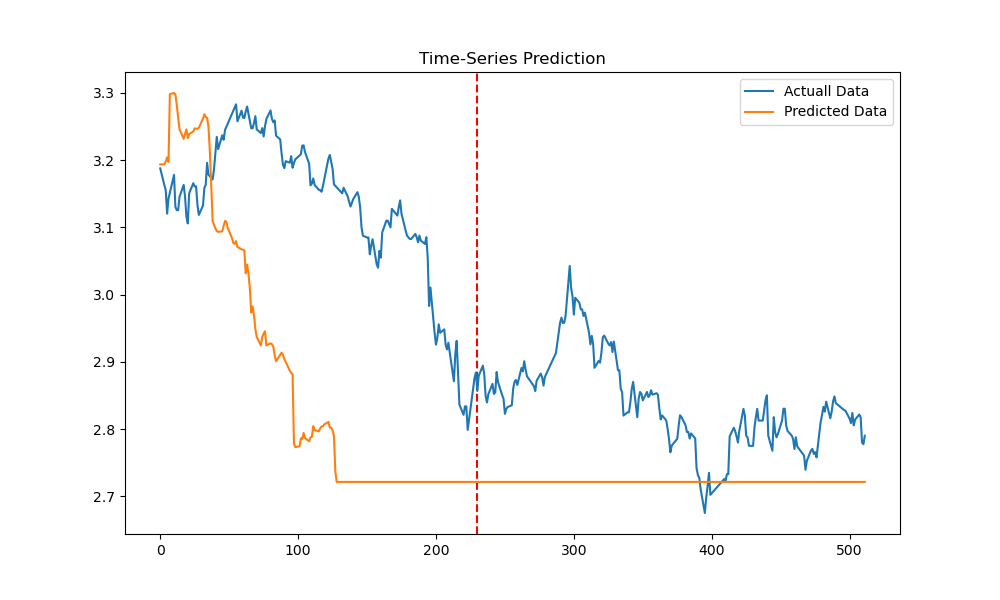 Time-Series Prediction
Actuall Data
Predicted Data
3.3
3.2
3.1
3.0
2.9
2.8
2.7
0 100 200 300 400 500